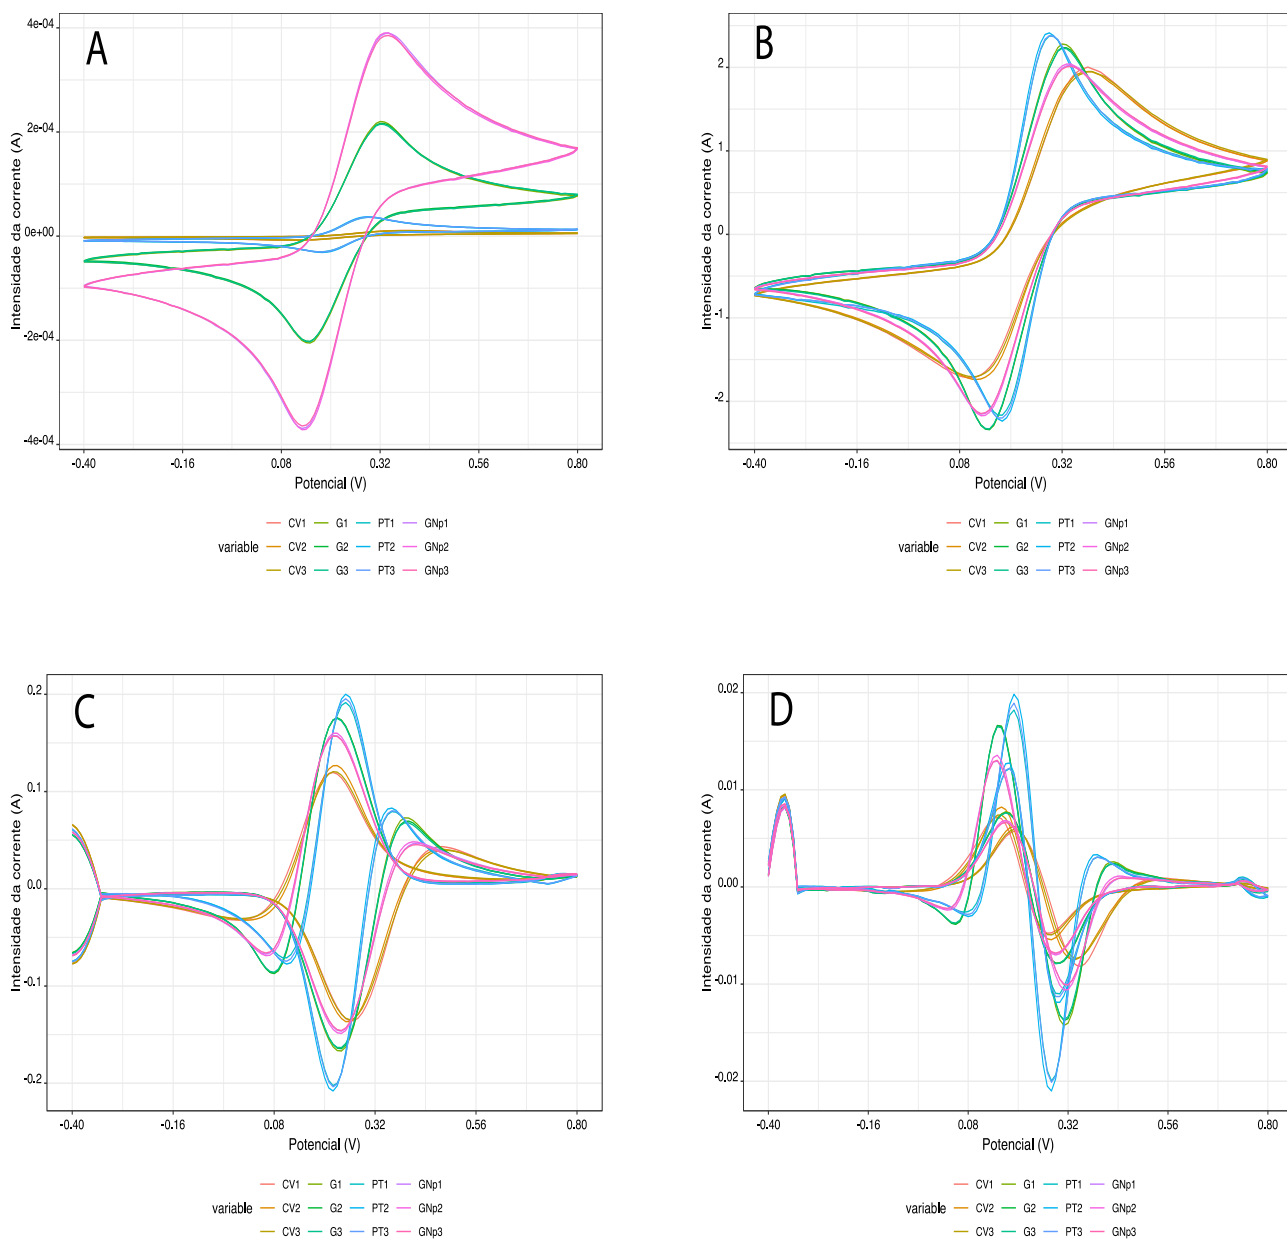 A
4e-04
2e-04
0e+00
-2e-04
-4e-04
Intensidade da corrente (A)
-0.40 -0.16 0.08 0.32 0.56 0.80
Potencial (V)
CV1 G1 PT1 GNp1
variable CV2 G2 PT2 GNp2
CV3 G3 PT3 GNp3
B
2
1
0
-1
-2
Intensidade da corrente (A)
-0.40 -0.16 0.08 0.32 0.56 0.80
Potencial (V)
CV1 G1 PT1 GNp1
variable CV2 G2 PT2 GNp2
CV3 G3 PT3 GNp3
C
0.2
0.1
0.0
-0.1
-0.2
Intensidade da corrente (A)
-0.40 -0.16 0.08 0.32 0.56 0.80
Potencial (V)
CV1 G1 PT1 GNp1
variable CV2 G2 PT2 GNp2
CV3 G3 PT3 GNp3
D
0.02
0.01
0.00
-0.01
-0.02
Intensidade da corrente (A)
-0.40 -0.16 0.08 0.32 0.56 0.80
Potencial (V)
CV1 G1 PT1 GNp1
variable CV2 G2 PT2 GNp2
CV3 G3 PT3 GNp3